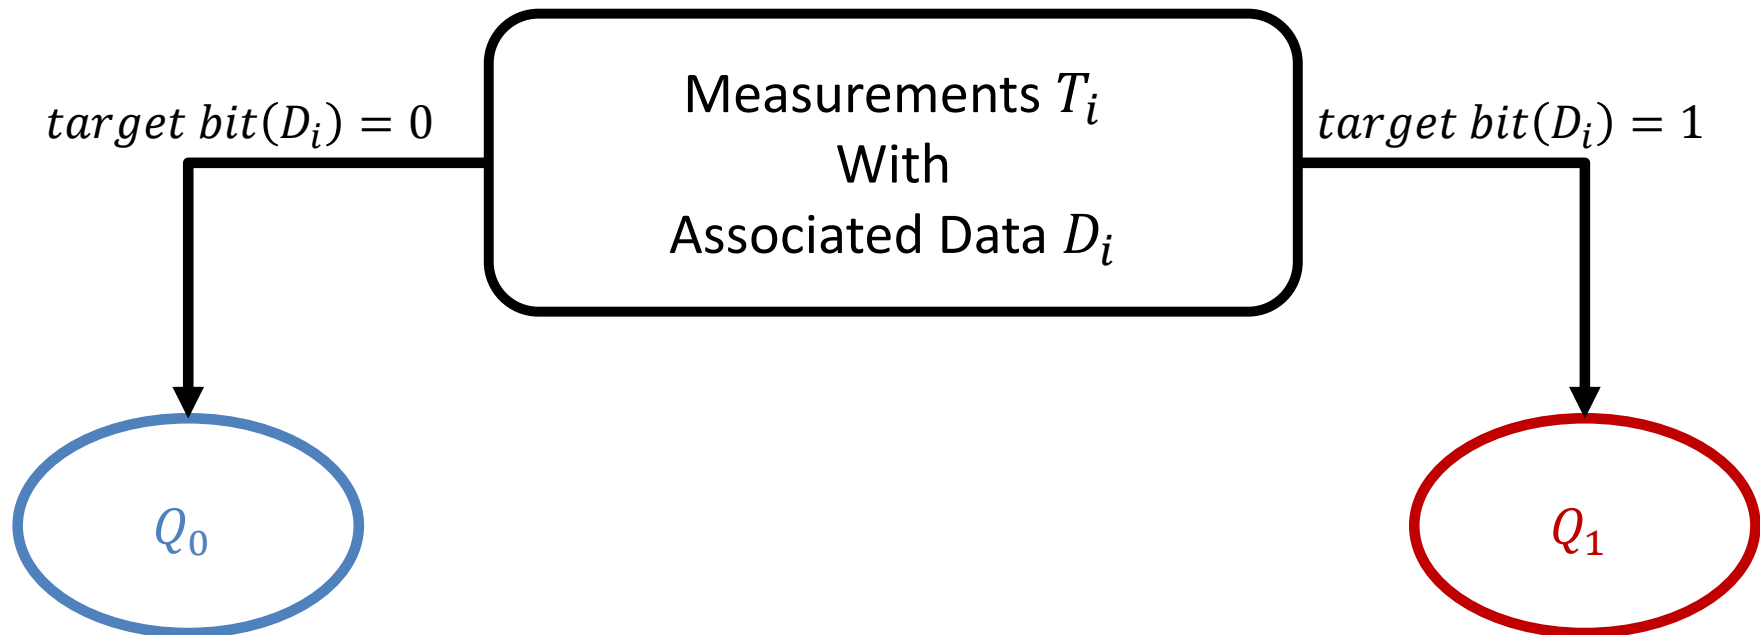 Measurements T_i
With
Associated Data D_i
target bit(D_i) = 0
target bit(D_i) = 1
Q_0
Q_1